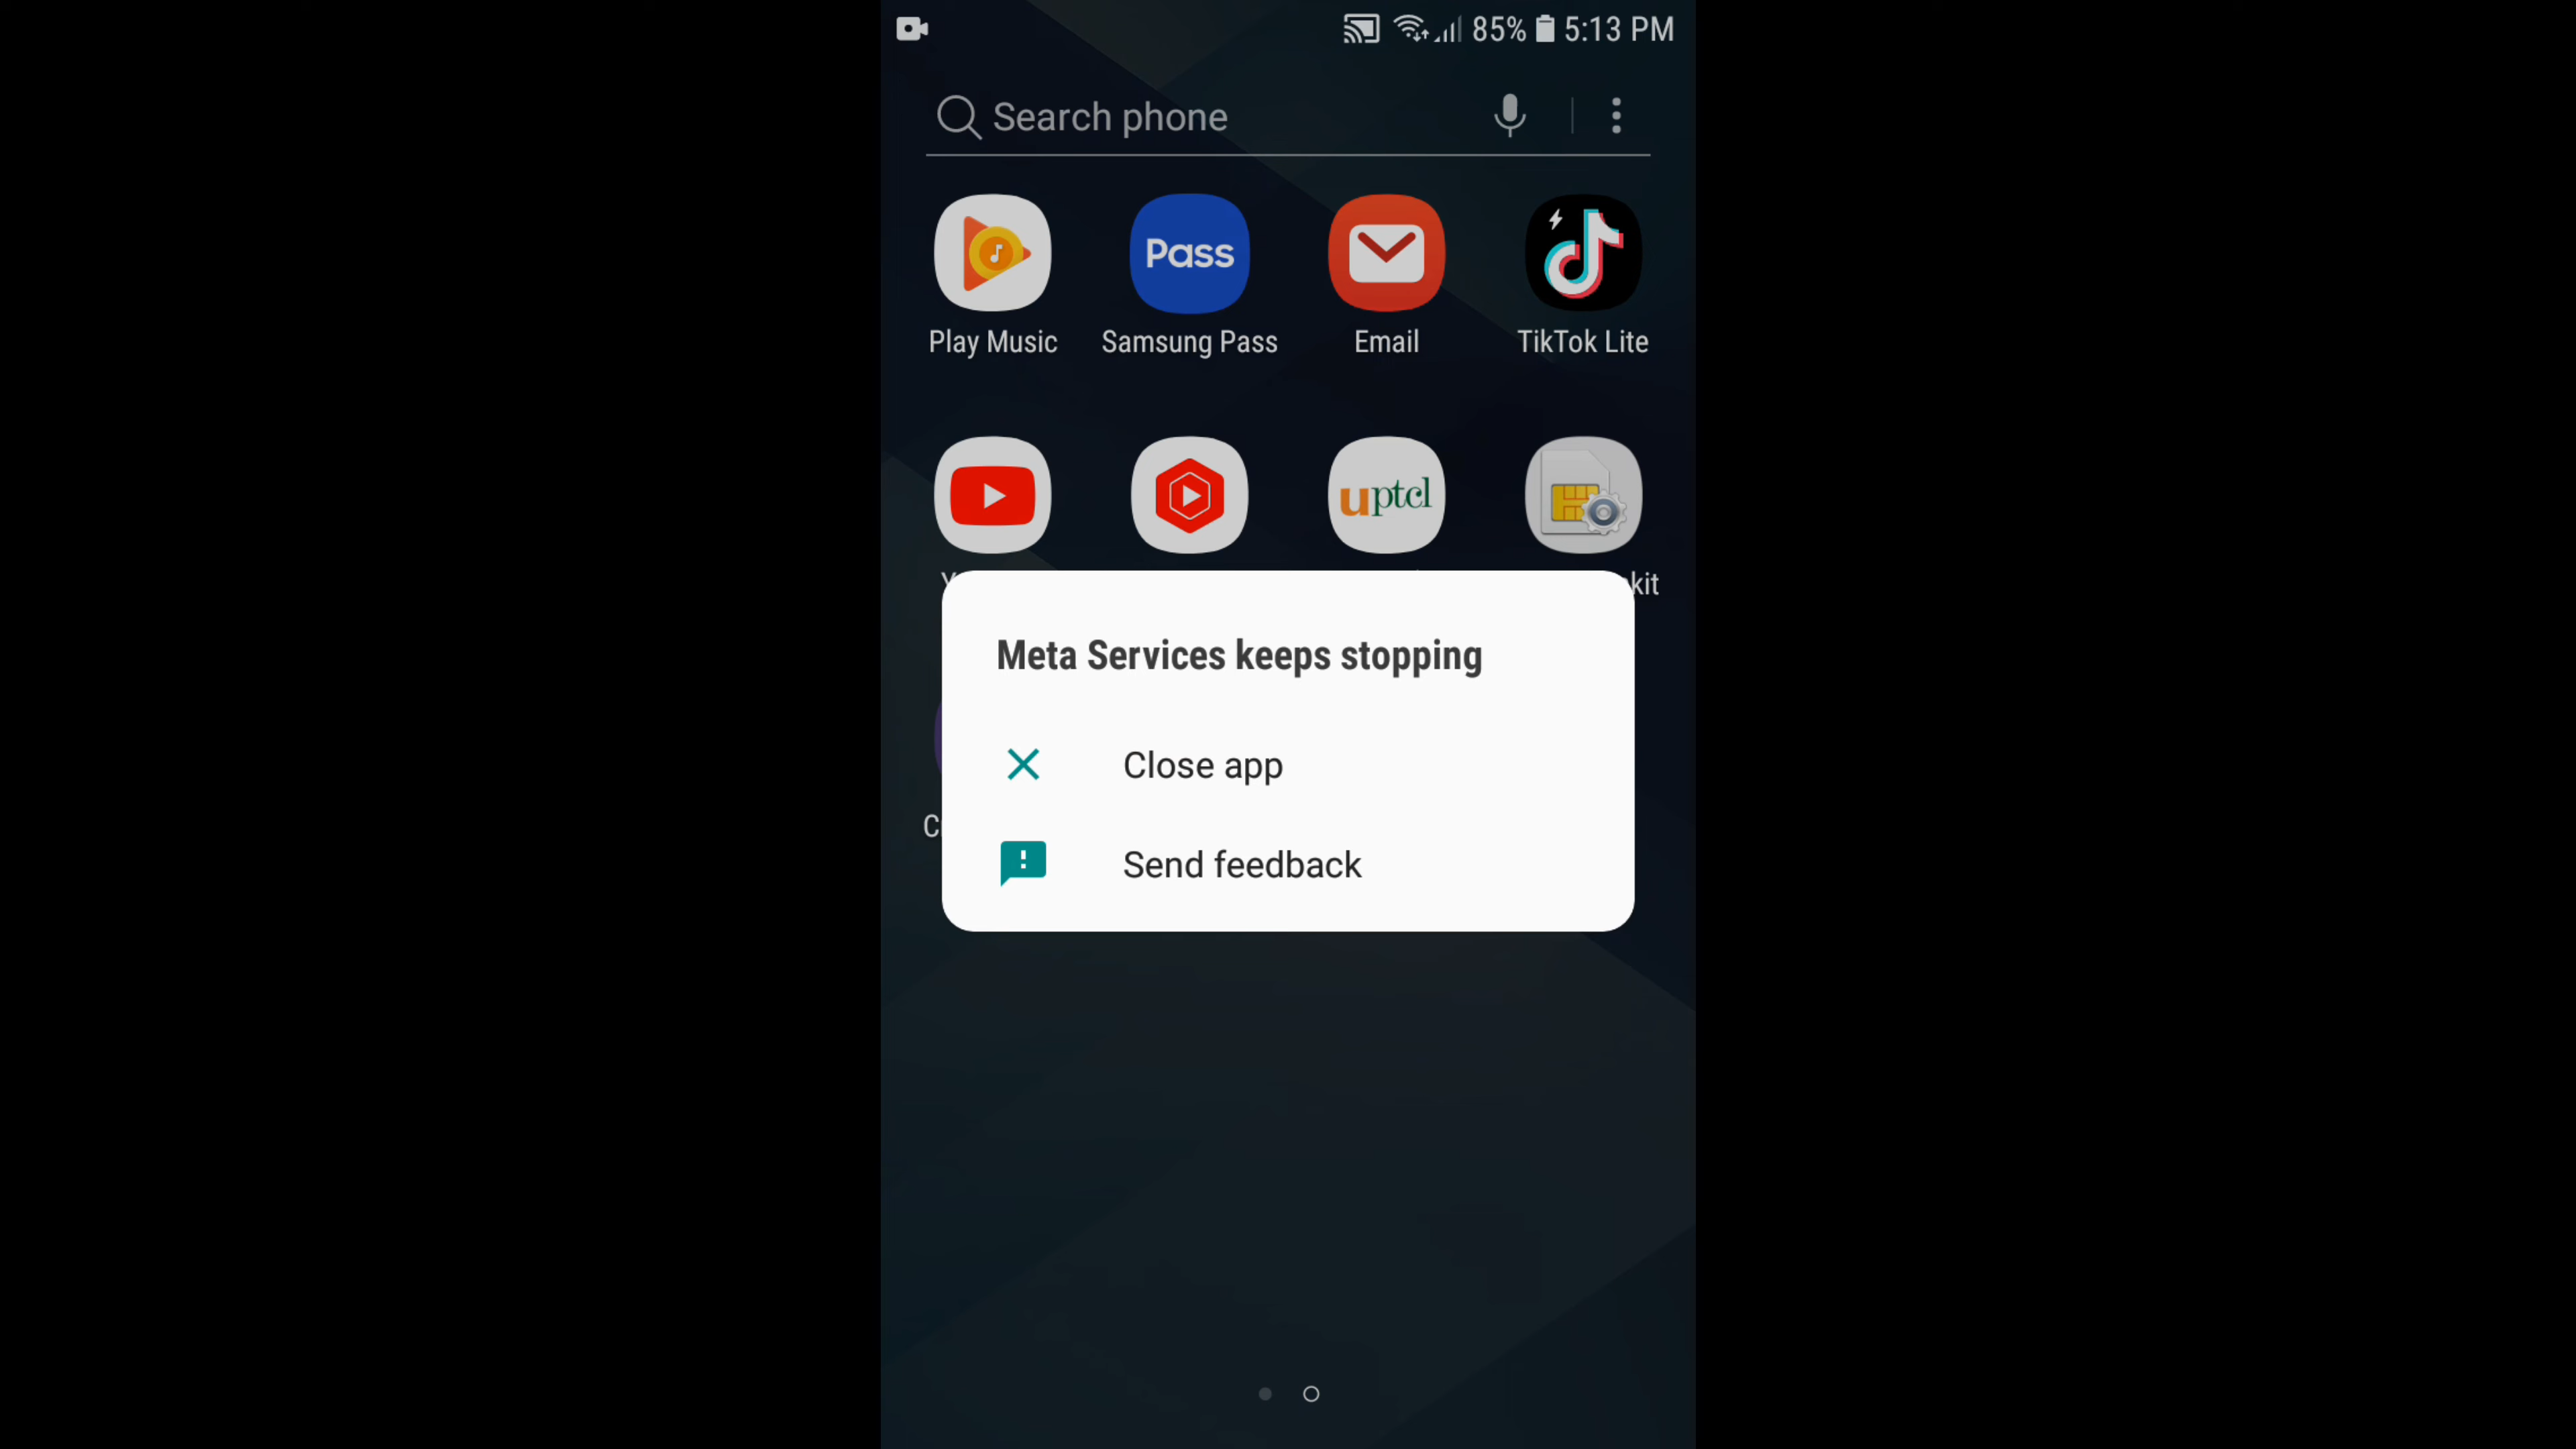 85% 5:13 PM
Search phone
Pass
Play Music Samsung Pass Email TikTok Lite
uptcl
kit
Meta Services keeps stopping
Close app
Send feedback